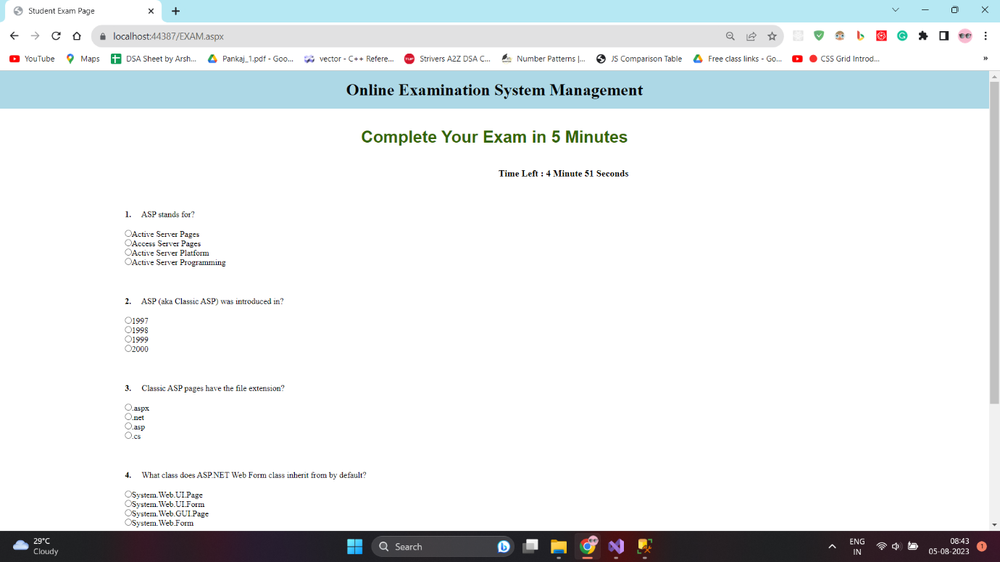 Student Exam Page
localhost:44387/EXAM.aspx
YouTube Maps DSA Sheet by Arsh... Pankaj_1.pdf - Goo... vector - C++ Refere... Strivers A2Z DSA C... Number Patterns |... JS Comparison Table Free class links - Go... CSS Grid Introd... »
Online Examination System Management
Complete Your Exam in 5 Minutes
Time Left : 4 Minute 51 Seconds
1. ASP stands for?
Active Server Pages
Access Server Pages
Active Server Platform
Active Server Programming
2. ASP (aka Classic ASP) was introduced in?
1997
1998
1999
2000
3. Classic ASP pages have the file extension?
.aspx
.net
.asp
.cs
4. What class does ASP.NET Web Form class inherit from by default?
System.Web.UI.Page
System.Web.UI.Form
System.Web.GUI.Page
System.Web.Form
29°C
Cloudy
Search
ENG
IN
08:43
05-08-2023
1